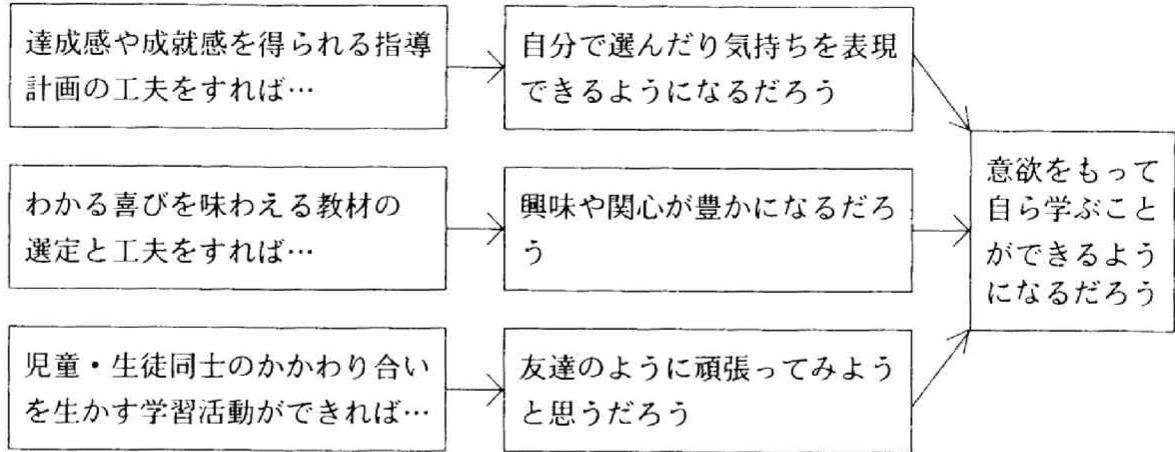 達成感や成就感を得られる指導
計画の工夫をすれば…
自分で選んだり気持ちを表現
できるようになるだろう
わかる喜びを味わえる教材の
選定と工夫をすれば…
興味や関心が豊かになるだろ
う
児童・生徒同士のかかわり合い
を生かす学習活動ができれば…
友達のように頑張ってみよう
と思うだろう
意欲をもって
自ら学ぶこと
ができるよう
になるだろう